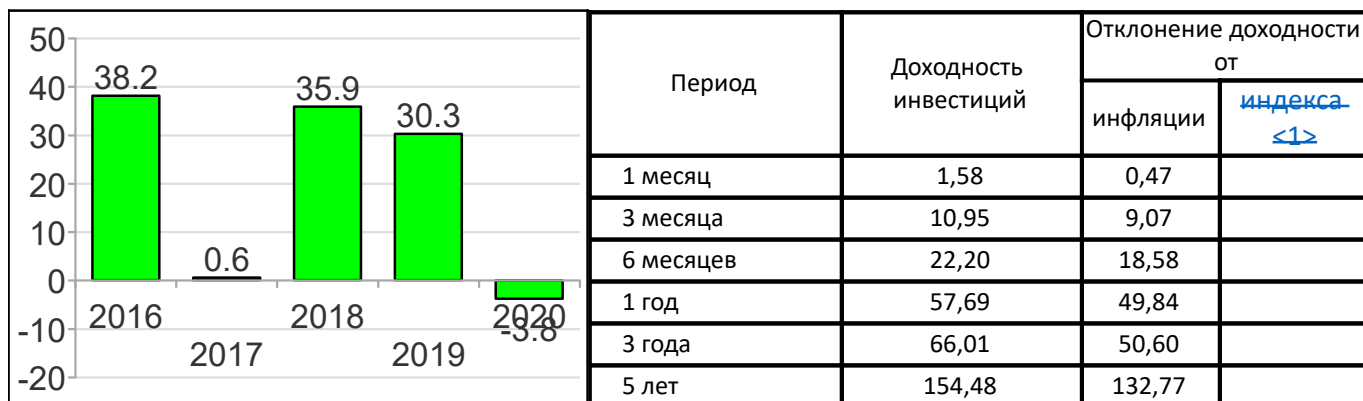 50
40
30
20
10
0
-10
-20
38.2
0.6
35.9
30.3
-3.8
2016
2017
2018
2019
2020
Период
Доходность
инвестиций
Отклонение доходности
от
инфляции
индекса
<1>
1 месяц 1,58 0,47
3 месяца 10,95 9,07
6 месяцев 22,20 18,58
1 год 57,69 49,84
3 года 66,01 50,60
5 лет 154,48 132,77